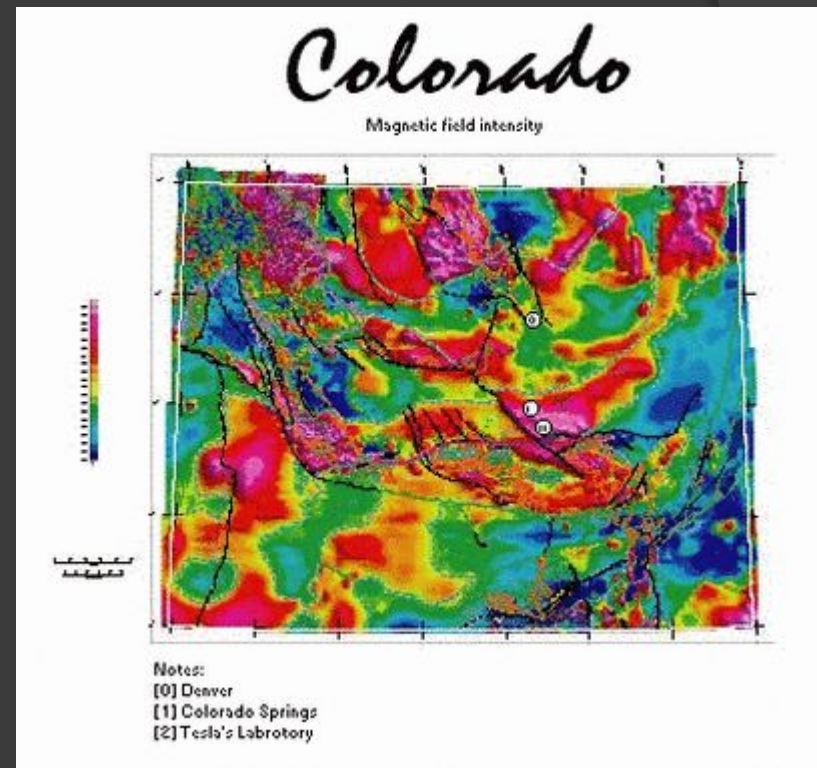 Colorado
Magnetic field intensity
Notes:
[0] Denver
[1] Colorado Springs
[2] Tesla's Labrotory